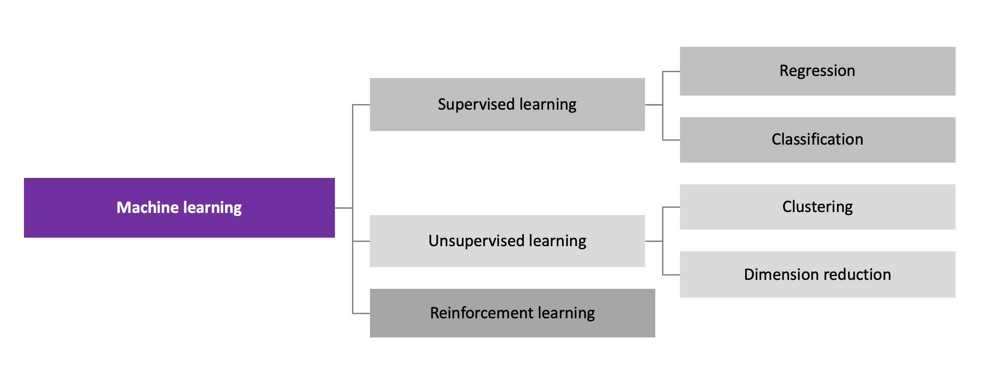 Machine learning
Supervised learning
Regression
Classification
Unsupervised learning
Clustering
Dimension reduction
Reinforcement learning